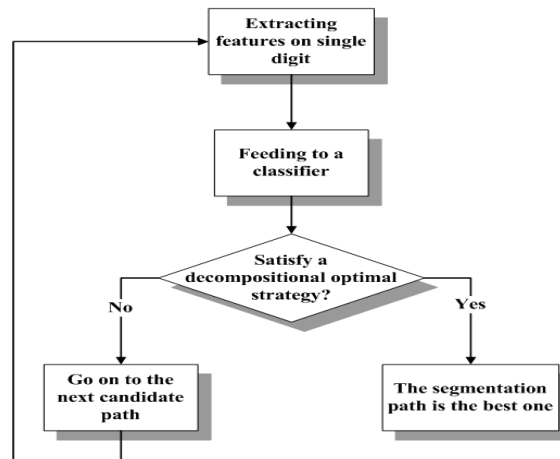 Extracting
features on single
digit
Feeding to a
classifier
Satisfy a
decompositional optimal
strategy?
No
Yes
Go on to the
next candidate
path
The segmentation
path is the best one